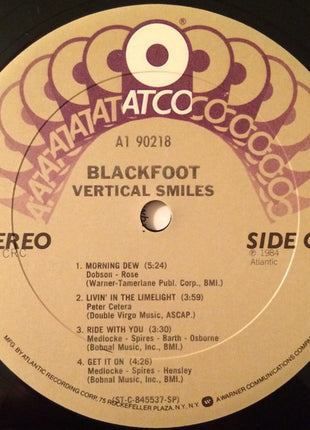 ATCO
®
A1 90218
BLACKFOOT
VERTICAL SMILES
EREO
CRC
SIDE O
℗ 1984
Atlantic
1. MORNING DEW (5:24)
Dobson - Rose
(Warner-Tamerlane Publ. Corp., BMI.)
2. LIVIN' IN THE LIMELIGHT (3:59)
Peter Cetera
(Double Virgo Music, ASCAP.)
3. RIDE WITH YOU (3:30)
Medlocke - Spires - Barth - Osborne
(Bobnal Music, Inc., BMI.)
4. GET IT ON (4:26)
Medlocke - Spires - Hensley
(Bobnal Music, Inc., BMI.)
(ST-C-845537-SP)
MFG. BY ATLANTIC RECORDING CORP., 75 ROCKEFELLER PLAZA, N.Y., N.Y. A WARNER COMMUNICATIONS COMP